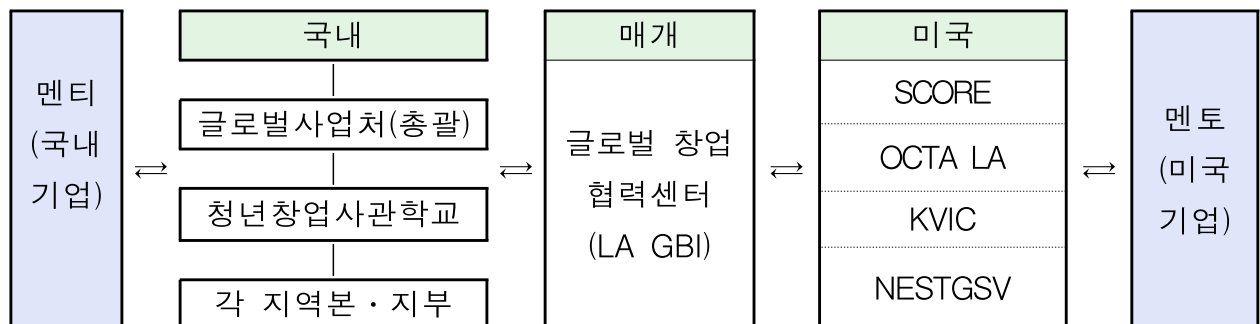 멘티
(국내
기업)
⇄
국내
글로벌사업처(총괄)
청년창업사관학교
각 지역본·지부
⇄
매개
글로벌 창업
협력센터
(LA GBI)
⇄
미국
SCORE
OCTA LA
KVIC
NESTGSV
⇄
멘토
(미국
기업)